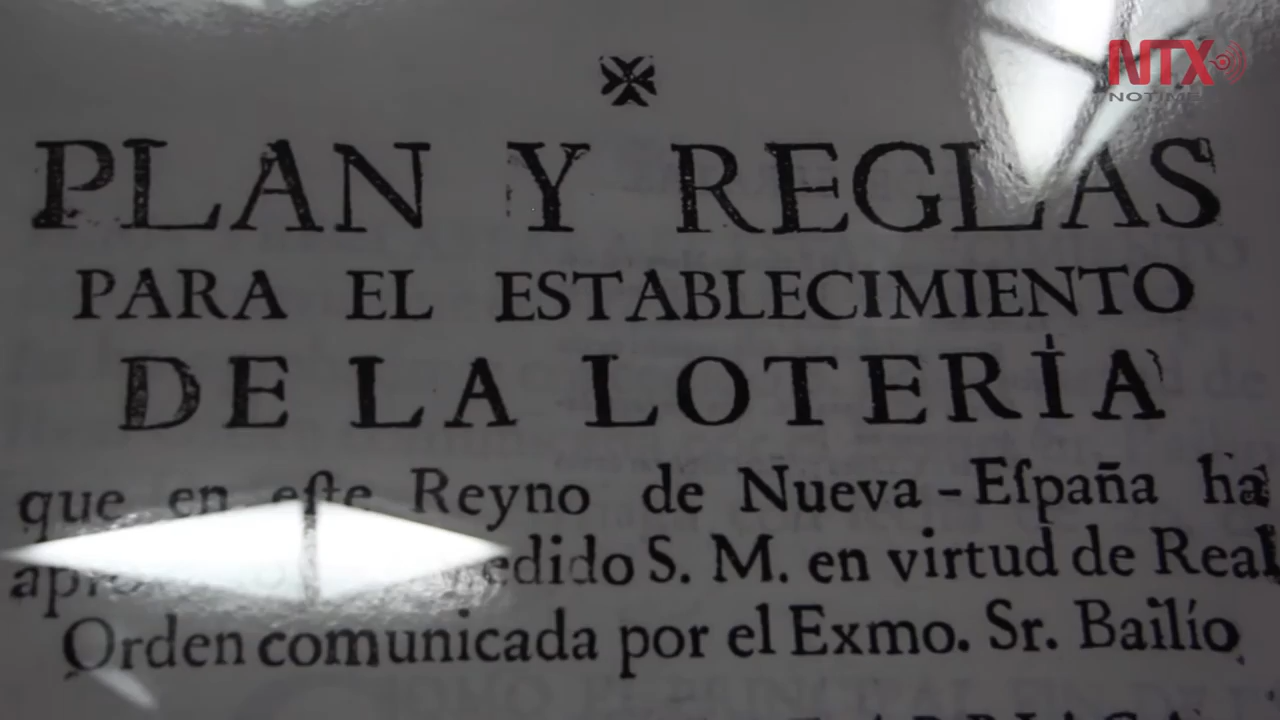 NTX
PLAN Y REGLAS
PARA EL ESTABLECIMIENTO
DE LA LOTERÍA
que en eſte Reyno de Nueva-Eſpaña ha
S. M. en virtud de Real
Orden comunicada por el Exmo. Sr. Bailío